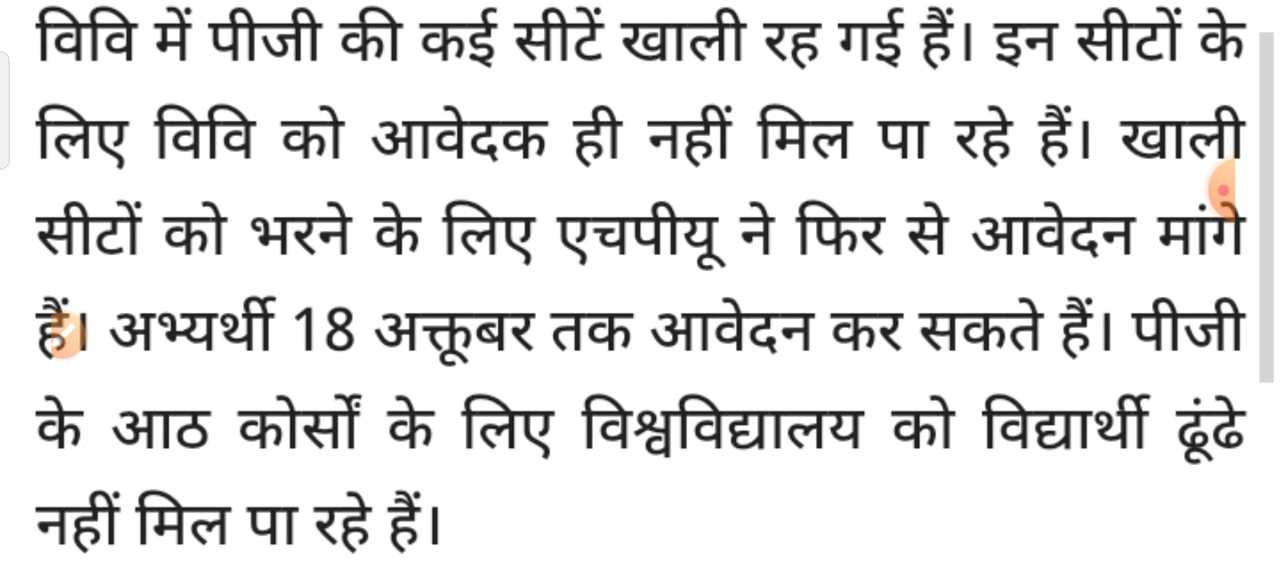 विवि में पीजी की कई सीटें खाली रह गई हैं। इन सीटों के
लिए विवि को आवेदक ही नहीं मिल पा रहे हैं। खाली
सीटों को भरने के लिए एचपीयू ने फिर से आवेदन मांगे
हैं। अभ्यर्थी 18 अक्तूबर तक आवेदन कर सकते हैं। पीजी
के आठ कोर्सों के लिए विश्वविद्यालय को विद्यार्थी ढूंढे
नहीं मिल पा रहे हैं।